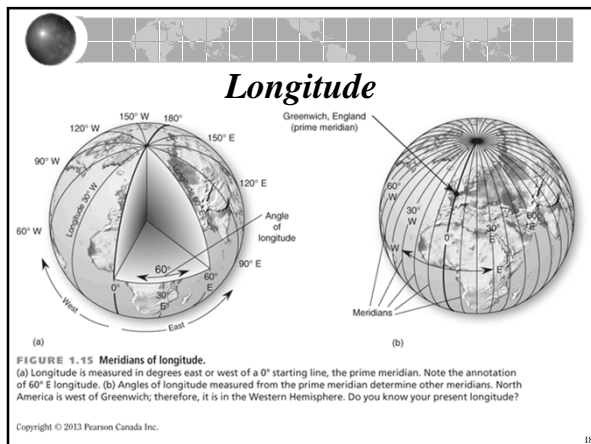 Longitude
150° W 180°
120° W
150° E
90° W
120° E
Longitude 30° W
Longitude 60° E
60° W
Angle
of
longitude
90° E
60°
0°
30°
E
60°
E
West
East
(a)
Greenwich, England
(prime meridian)
60°
W
30°
W
0°
30°
E
60°
E
W
E
Meridians
(b)
FIGURE 1.15 Meridians of longitude.
(a) Longitude is measured in degrees east or west of a 0° starting line, the prime meridian. Note the annotation
of 60° E longitude. (b) Angles of longitude measured from the prime meridian determine other meridians. North
America is west of Greenwich; therefore, it is in the Western Hemisphere. Do you know your present longitude?
Copyright © 2013 Pearson Canada Inc.
18